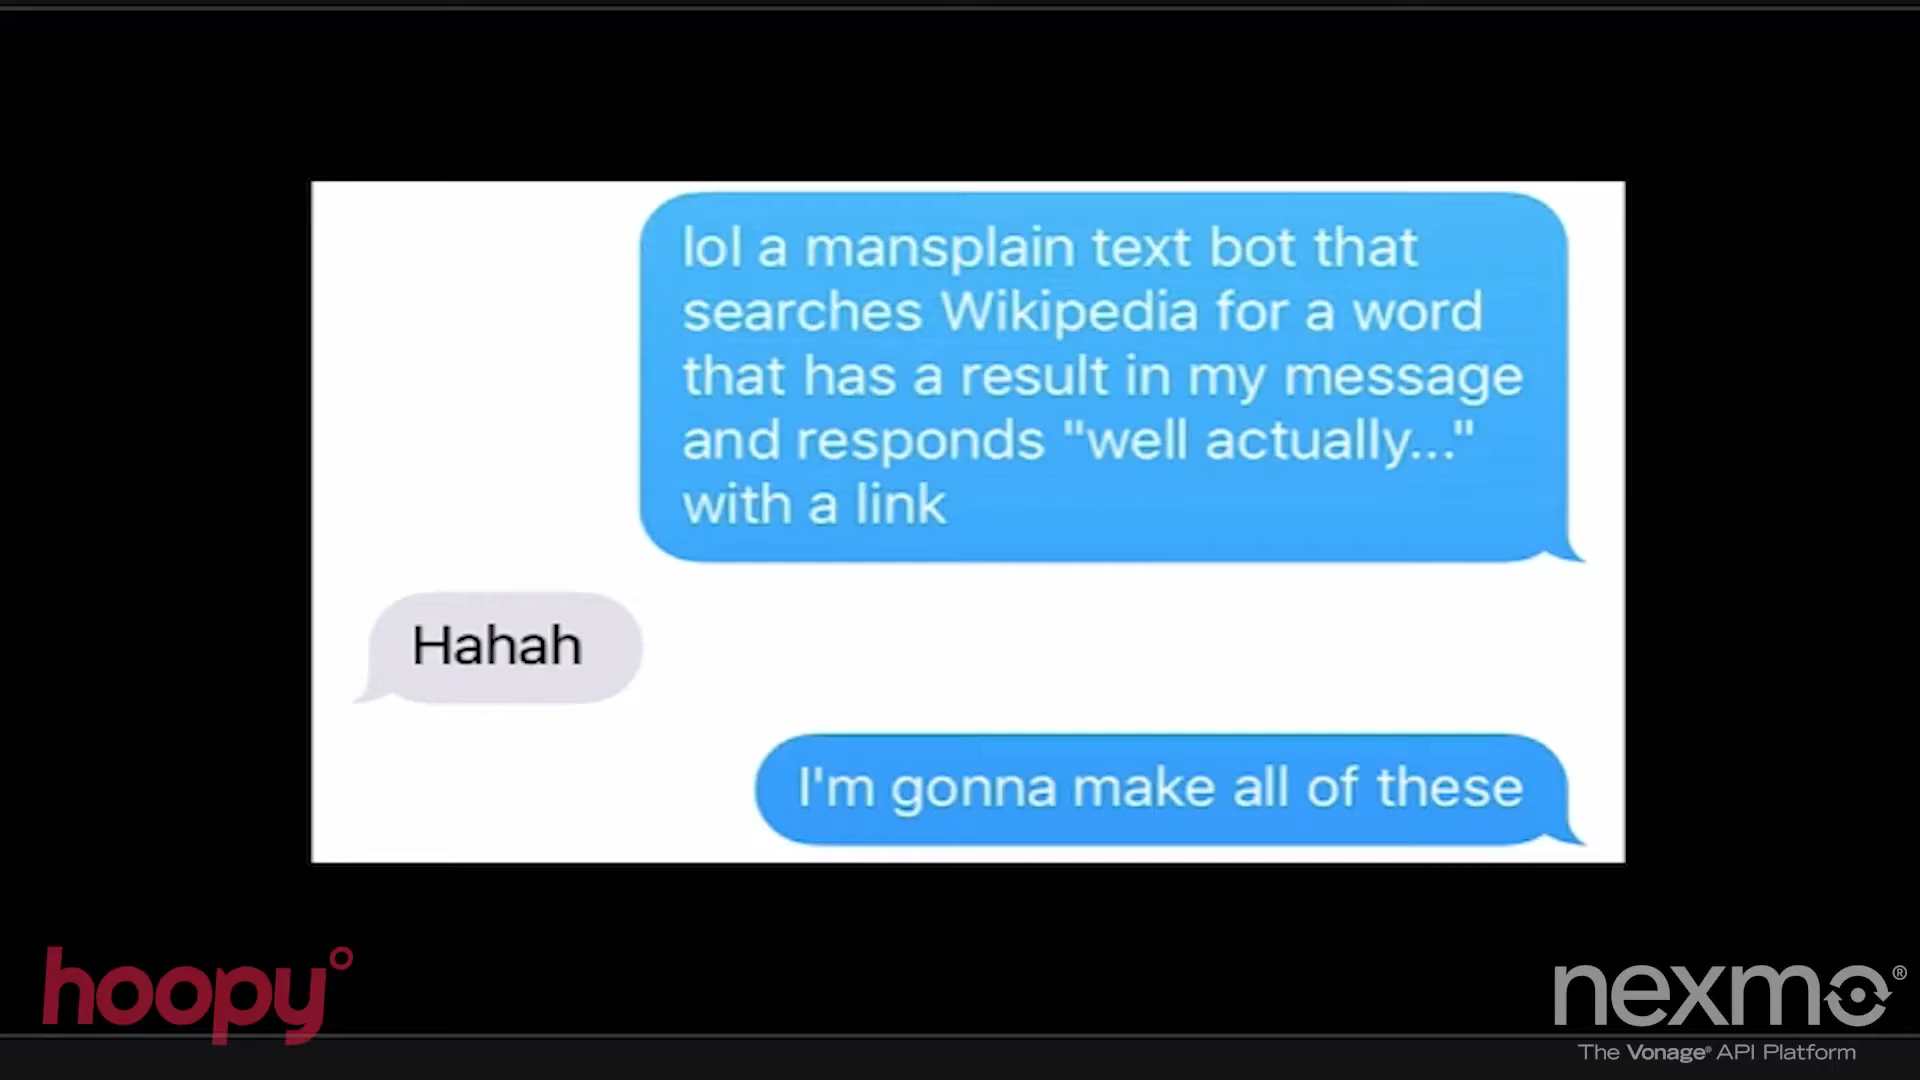 lol a mansplain text bot that
searches Wikipedia for a word
that has a result in my message
and responds "well actually..."
with a link
Hahah
I'm gonna make all of these
hoopy°
nexmo®
The Vonage® API Platform